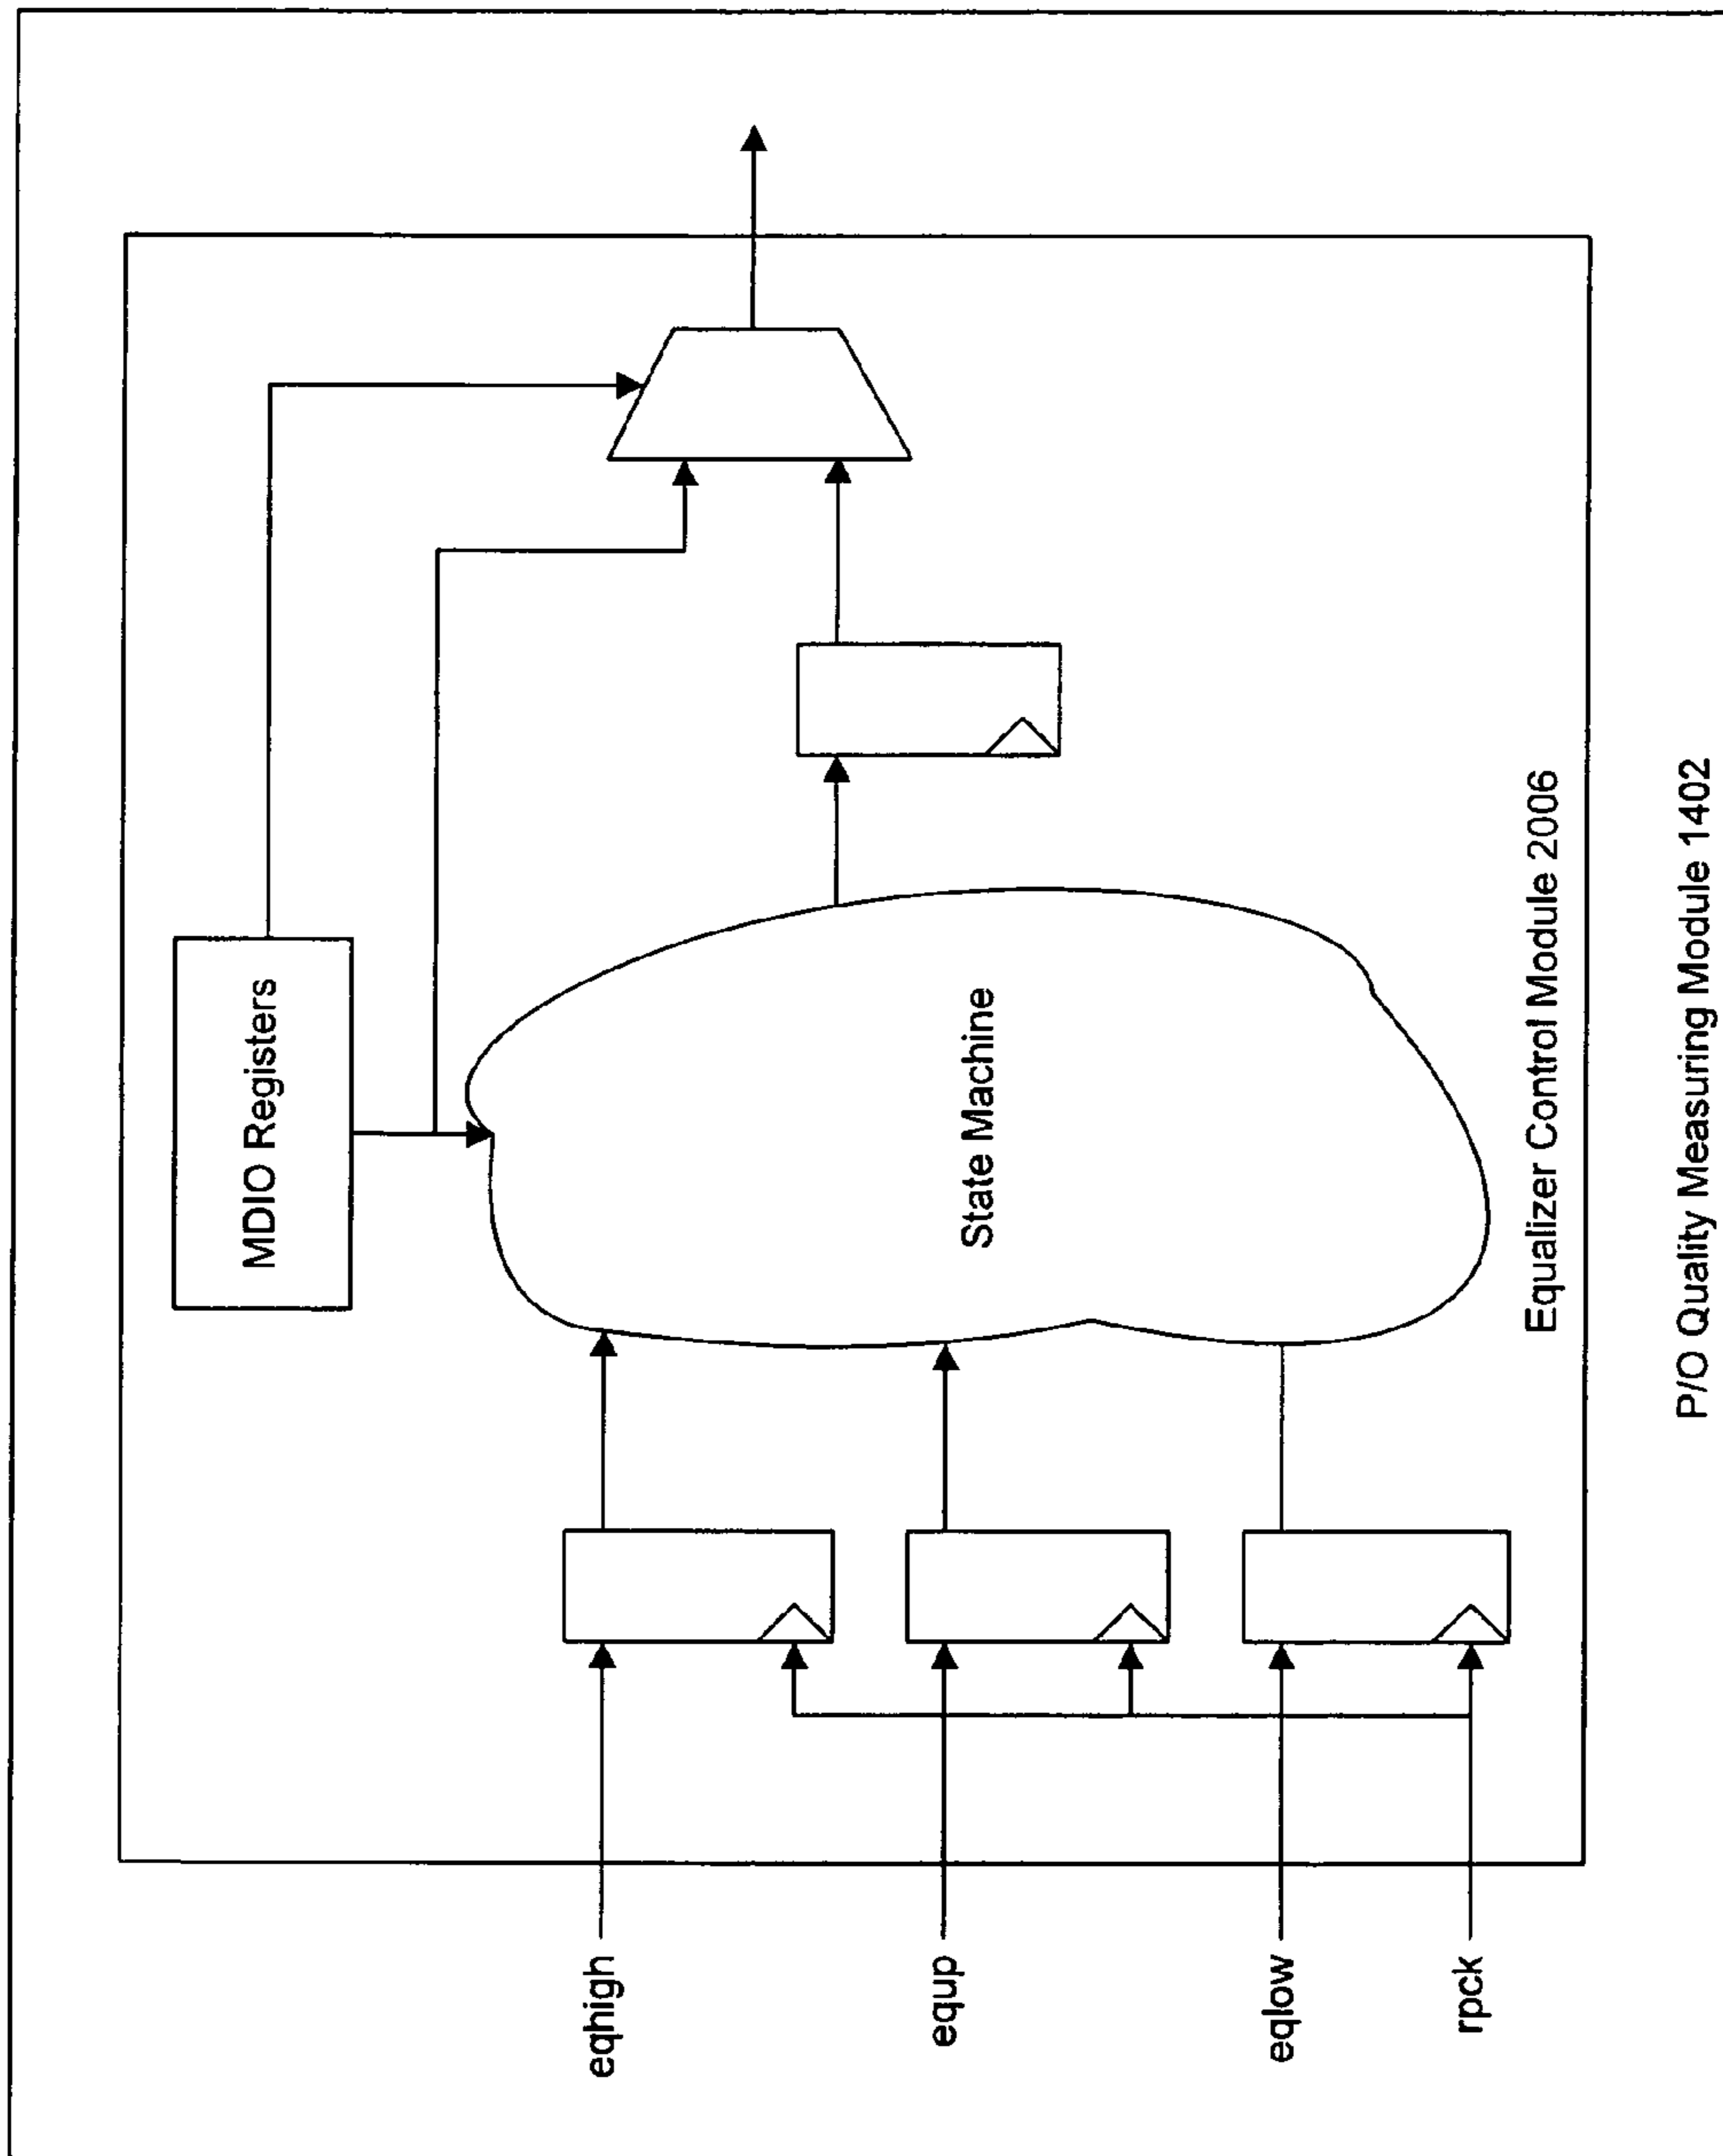 MDIO Registers
State Machine
eqhigh
equp
eqlow
rpck
Equalizer Control Module 2006
P/O Quality Measuring Module 1402